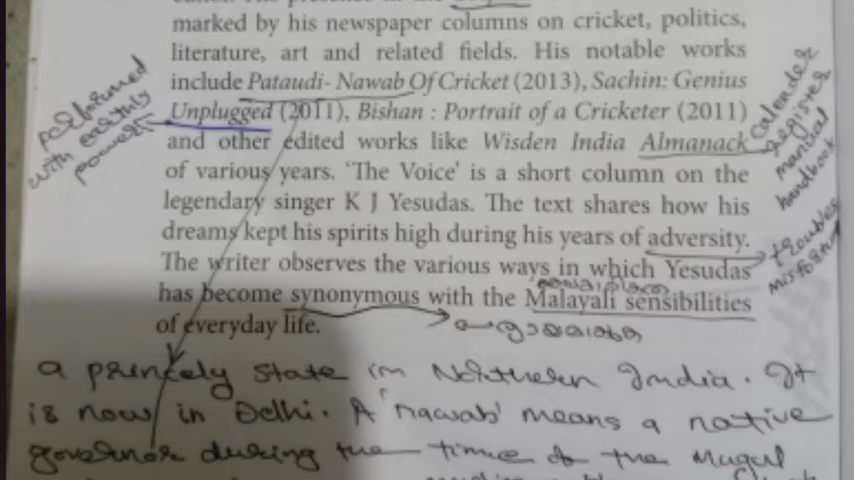 marked by his newspaper columns on cricket, politics,
literature, art and related fields. His notable works
include Pataudi- Nawab Of Cricket (2013), Sachin: Genius
Unplugged (2011), Bishan : Portrait of a Cricketer (2011)
and other edited works like Wisden India Almanack
of various years. ‘The Voice’ is a short column on the
legendary singer K J Yesudas. The text shares how his
dreams kept his spirits high during his years of adversity.
The writer observes the various ways in which Yesudas
has become synonymous with the Malayali sensibilities
of everyday life.
performed
with earthly
power
calender
register
manual
handbook
troubles
misfortun
a princely state in Northern India. It
is now in Delhi. A 'nawab' means a native
governor during the time of the Mugal